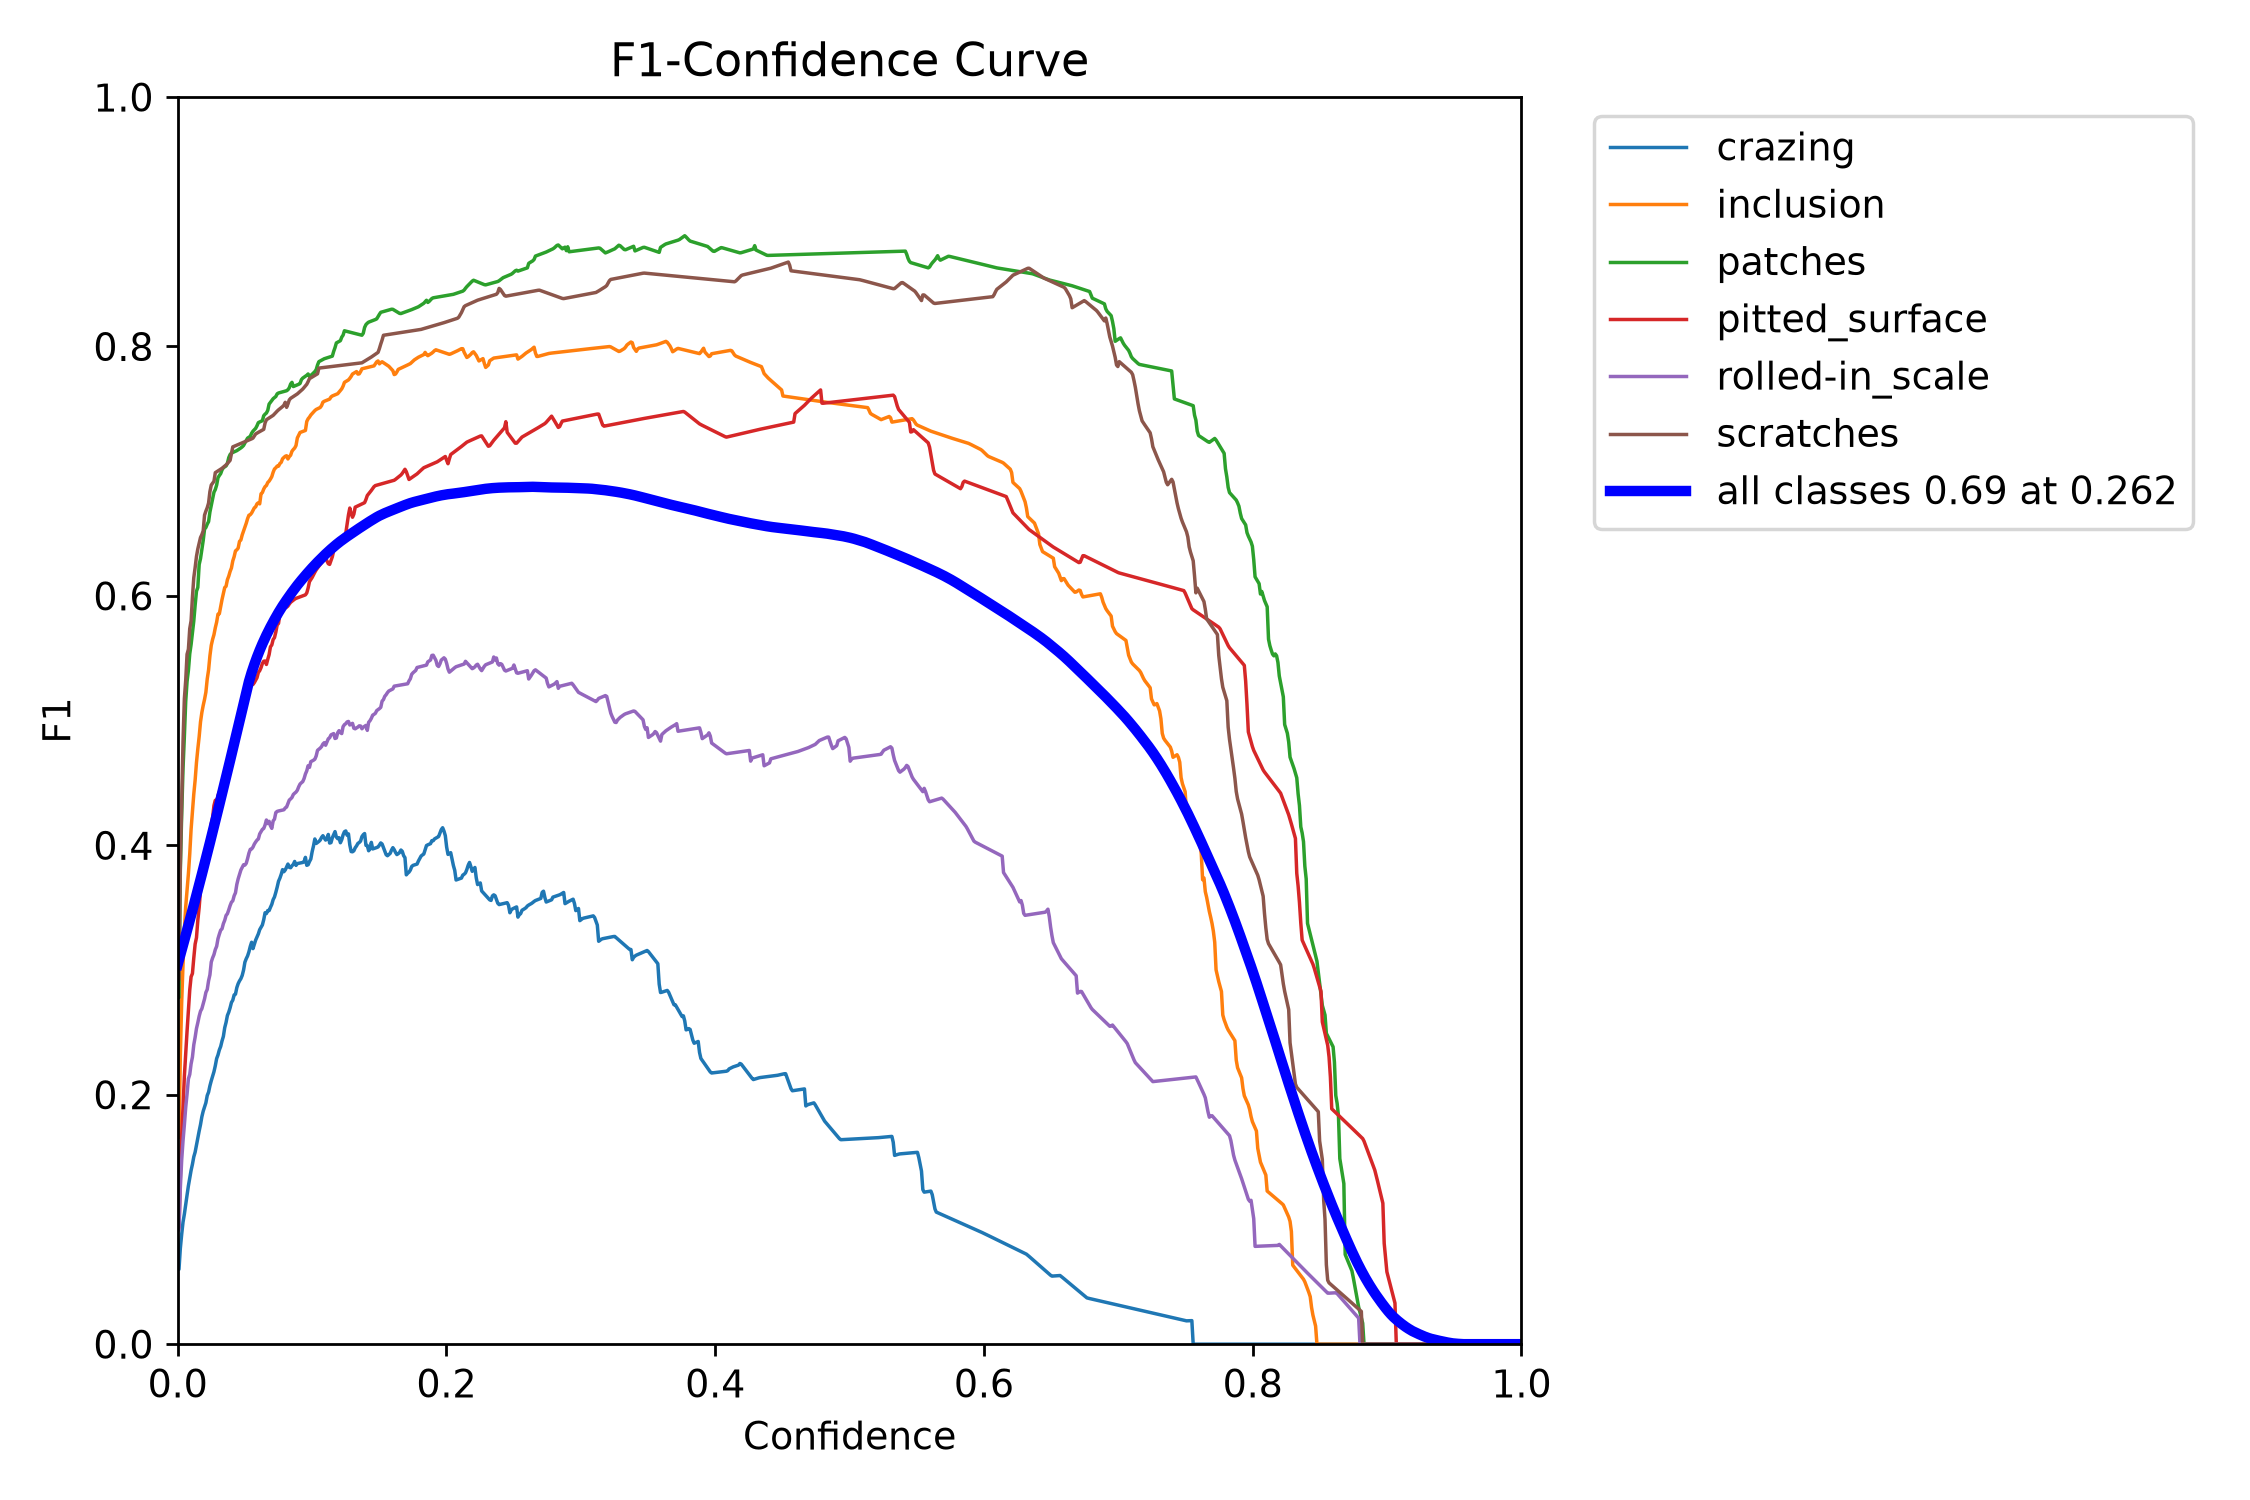 F1-Confidence Curve
1.0
0.8
0.6
0.4
0.2
0.0
F1
0.0 0.2 0.4 0.6 0.8 1.0
Confidence
crazing
inclusion
patches
pitted_surface
rolled-in_scale
scratches
all classes 0.69 at 0.262